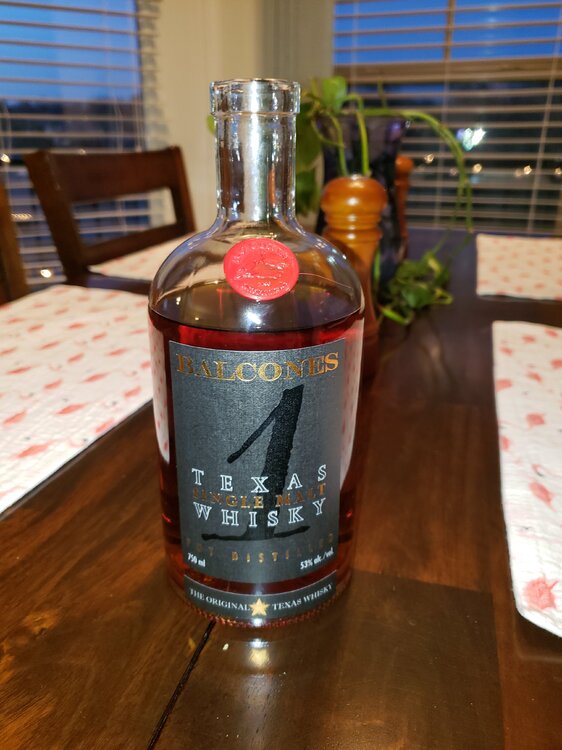 BALCONES
1
TEXAS
SINGLE MALT
WHISKY
POT DISTILLED
750 ml
53% alc./vol.
THE ORIGINAL TEXAS WHISKY